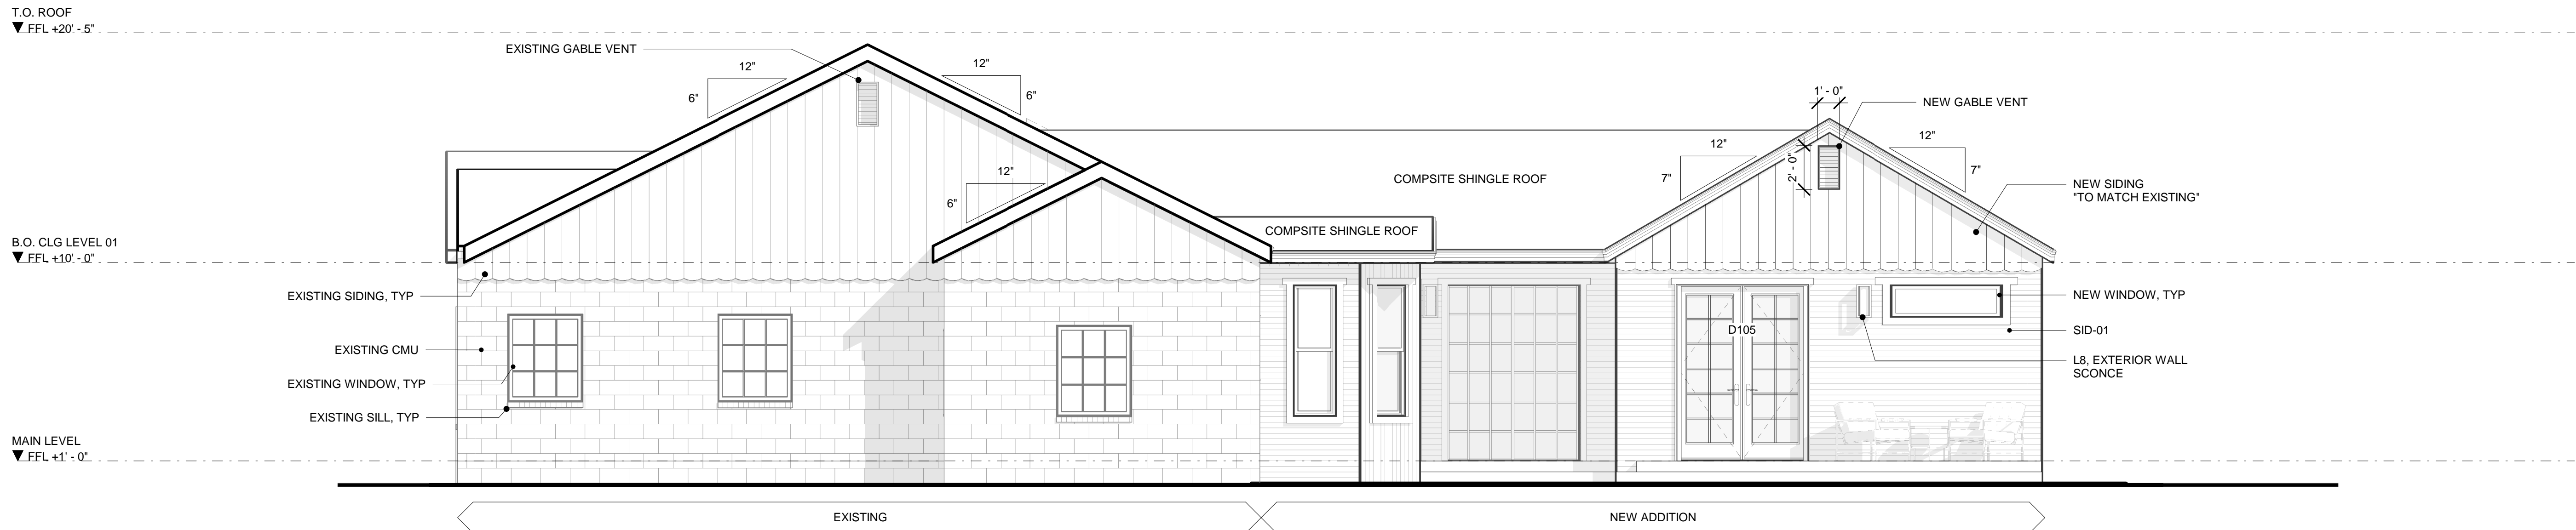 T.O. ROOF
FFL +20' - 5"
EXISTING GABLE VENT
12"
6"
12"
6"
12"
6"
COMPSITE SHINGLE ROOF
COMPSITE SHINGLE ROOF
1' - 0"
NEW GABLE VENT
2' - 0"
12"
7"
12"
7"
NEW SIDING
"TO MATCH EXISTING"
B.O. CLG LEVEL 01
FFL +10' - 0"
EXISTING SIDING, TYP
EXISTING CMU
EXISTING WINDOW, TYP
EXISTING SILL, TYP
D105
NEW WINDOW, TYP
SID-01
L8, EXTERIOR WALL
SCONCE
MAIN LEVEL
FFL +1' - 0"
EXISTING
NEW ADDITION